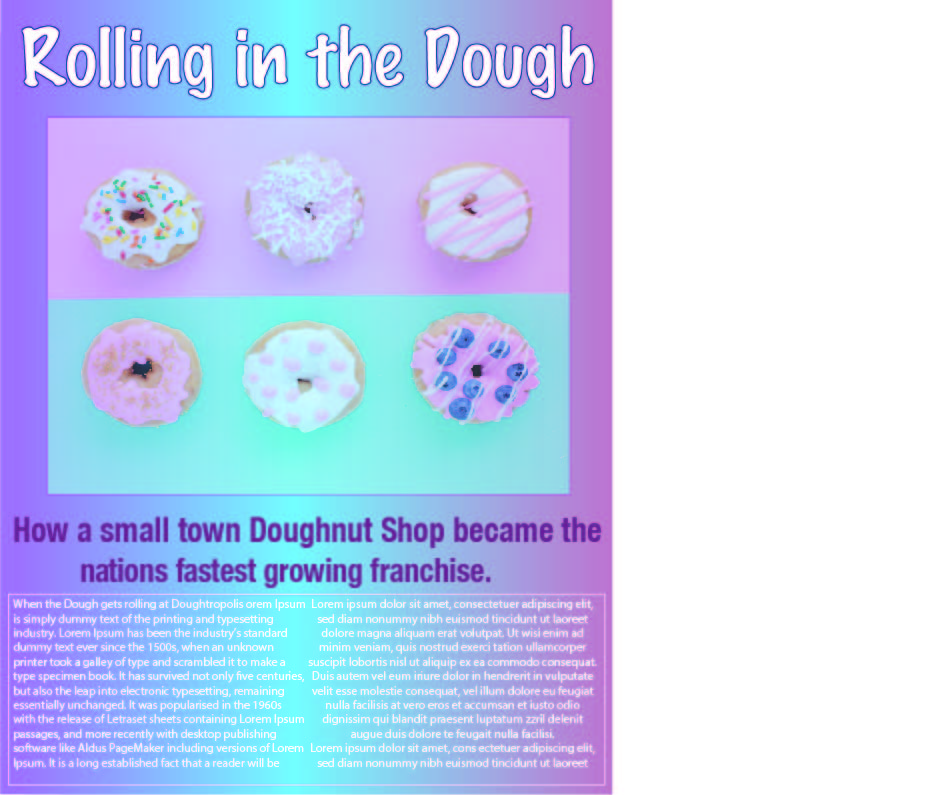 Rolling in the Dough
How a small town Doughnut Shop became the
nations fastest growing franchise.
When the Dough gets rolling at Doughtropolis orem Ipsum
is simply dummy text of the printing and typesetting
industry. Lorem Ipsum has been the industry's standard
dummy text ever since the 1500s, when an unknown
printer took a galley of type and scrambled it to make a
type specimen book. It has survived not only five centuries,
but also the leap into electronic typesetting, remaining
essentially unchanged. It was popularised in the 1960s
with the release of Letraset sheets containing Lorem Ipsum
passages, and more recently with desktop publishing
software like Aldus PageMaker including versions of Lorem
Ipsum. It is a long established fact that a reader will be
Lorem ipsum dolor sit amet, consectetuer adipiscing elit,
sed diam nonummy nibh euismod tincidunt ut laoreet
dolore magna aliquam erat volutpat. Ut wisi enim ad
minim veniam, quis nostrud exerci tation ullamcorper
suscipit lobortis nisl ut aliquip ex ea commodo consequat.
Duis autem vel eum iriure dolor in hendrerit in vulputate
velit esse molestie consequat, vel illum dolore eu feugiat
nulla facilisis at vero eros et accumsan et iusto odio
dignissim qui blandit praesent luptatum zzril delenit
augue duis dolore te feugait nulla facilisi.
Lorem ipsum dolor sit amet, cons ectetuer adipiscing elit,
sed diam nonummy nibh euismod tincidunt ut laoreet